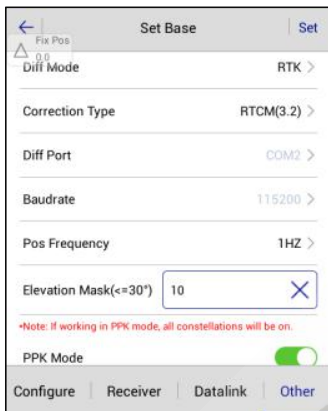 Set Base
Set
Fix Pos
0.0
Diff Mode
RTK >
Correction Type
RTCM(3.2) >
Diff Port
COM2 >
Baudrate
115200 >
Pos Frequency
1HZ >
Elevation Mask(<=30°)
10
•Note: If working in PPK mode, all constellations will be on.
PPK Mode
Configure
Receiver
Datalink
Other